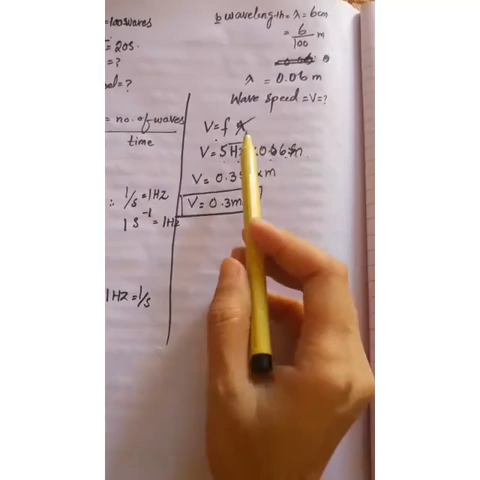 =100waves
= 20s.
= ?
= ?
= no. of waves
time
∴ 1/s = 1Hz
1 S⁻¹ = 1Hz
1HZ = 1/s
b wavelength = λ = 6cm
= 6/100 m
λ = 0.06 m
Wave speed = V = ?
V = f λ
V = 5Hz
V = 0.3
V = 0.3m